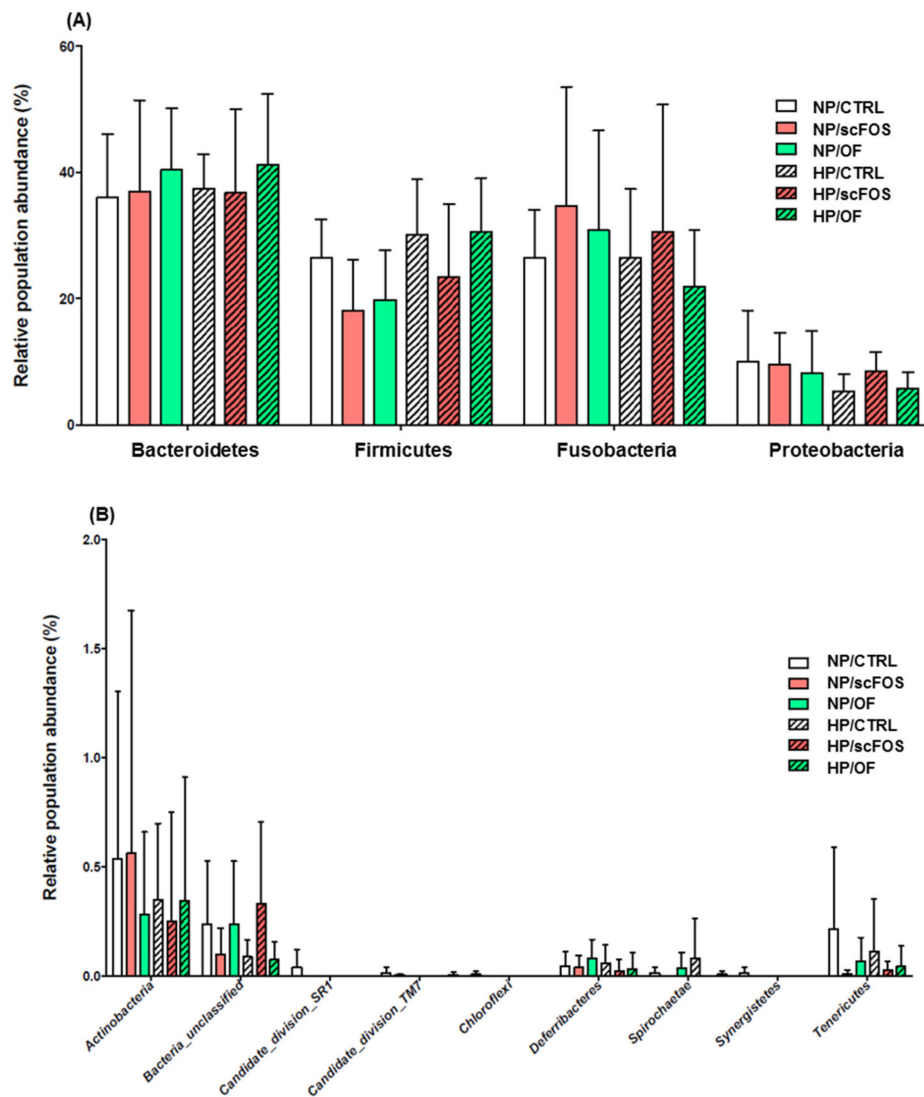 (A)
Relative population abundance (%)
60
40
20
0
NP/CTRL
NP/scFOS
NP/OF
HP/CTRL
HP/scFOS
HP/OF
Bacteroidetes
Firmicutes
Fusobacteria
Proteobacteria
(B)
Relative population abundance (%)
2.0
1.5
1.0
0.5
0.0
NP/CTRL
NP/scFOS
NP/OF
HP/CTRL
HP/scFOS
HP/OF
Actinobacteria
Bacteria_unclassified
Candidate_division_SR1
Candidate_division_TM7
Chloroflexi
Deferribacteres
Spirochaetae
Synergistetes
Tenericutes